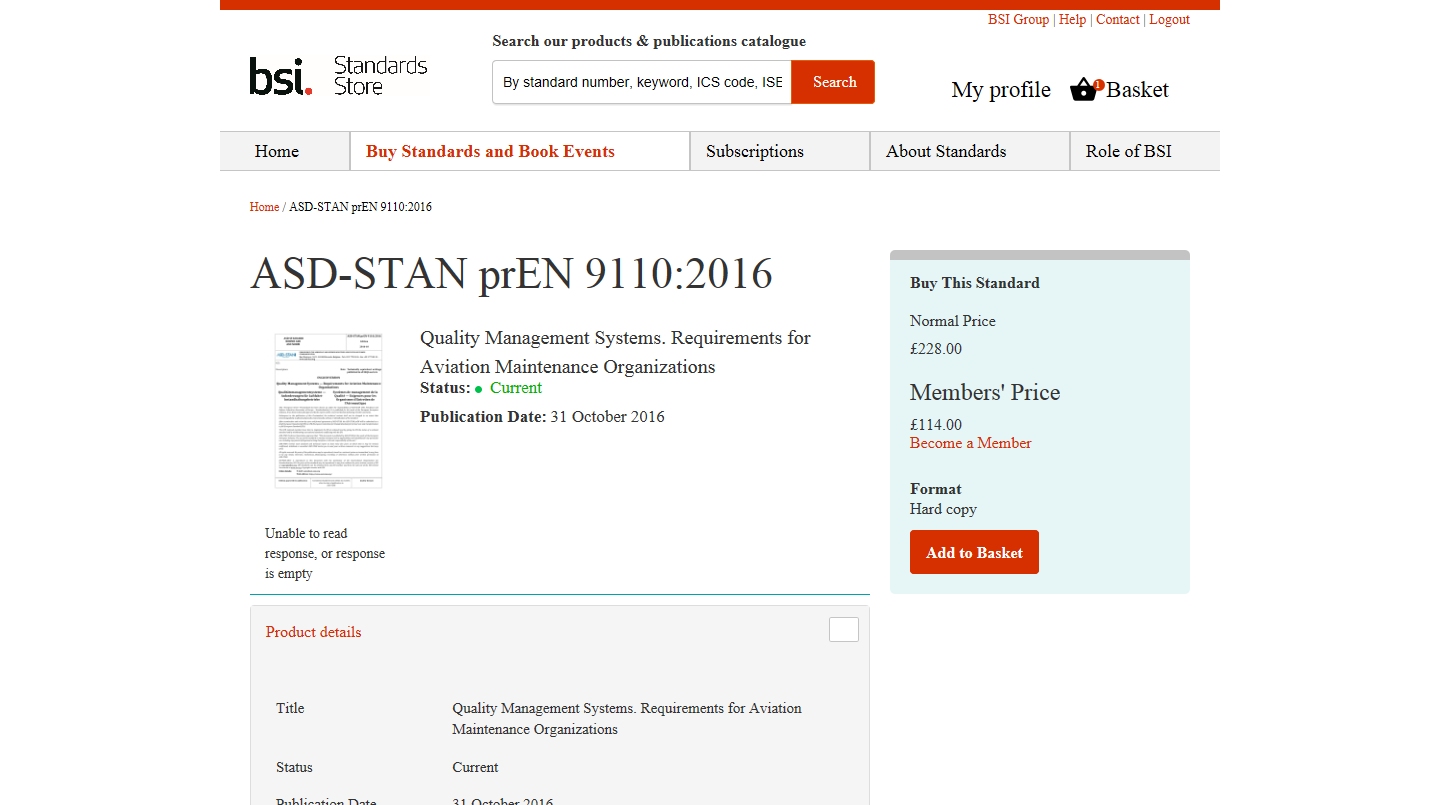 BSI Group | Help | Contact | Logout
Search our products & publications catalogue
bsi. Standards
Store
By standard number, keyword, ICS code, ISE
Search
My profile
1
Basket
Home
Buy Standards and Book Events
Subscriptions
About Standards
Role of BSI
Home / ASD-STAN prEN 9110:2016
ASD-STAN prEN 9110:2016
Quality Management Systems. Requirements for
Aviation Maintenance Organizations
Status: Current
Publication Date: 31 October 2016
Unable to read
response, or response
is empty
Buy This Standard
Normal Price
£228.00
Members' Price
£114.00
Become a Member
Format
Hard copy
Add to Basket
Product details
Title
Quality Management Systems. Requirements for Aviation
Maintenance Organizations
Status
Current
Publication Date
31 October 2016